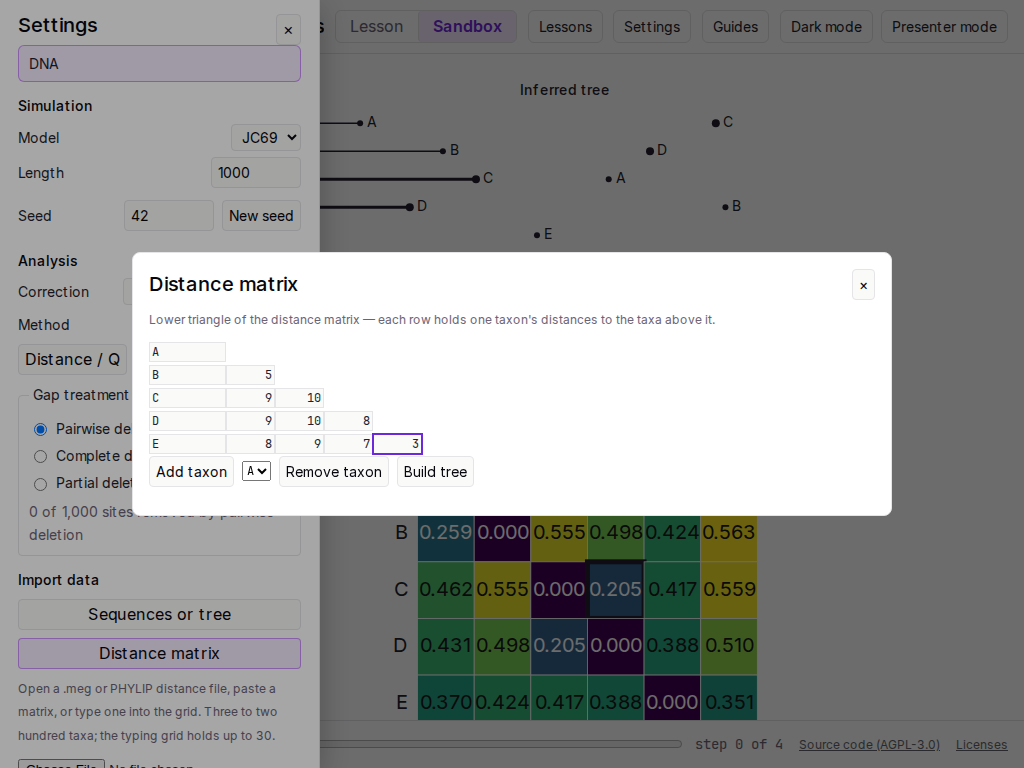 Settings
×
s
Lesson
Sandbox
Lessons
Settings
Guides
Dark mode
Presenter mode
DNA
Simulation
Model
JC69
Length
1000
Seed
42
New seed
Analysis
Correction
Method
Distance / Q
Gap treatment
Pairwise de
Complete d
Partial delet
0 of 1,000 sites removed by pairwise
deletion
Import data
Sequences or tree
Distance matrix
Open a .meg or PHYLIP distance file, paste a
matrix, or type one into the grid. Three to two
hundred taxa; the typing grid holds up to 30.
Choose File No file chosen
Inferred tree
A
B
C
D
C
D
A
B
E
Distance matrix
×
Lower triangle of the distance matrix — each row holds one taxon's distances to the taxa above it.
A
B 5
C 9 10
D 9 10 8
E 8 9 7 3
Add taxon
A
Remove taxon
Build tree
B 0.259 0.000 0.555 0.498 0.424 0.563
C 0.462 0.555 0.000 0.205 0.417 0.559
D 0.431 0.498 0.205 0.000 0.388 0.510
E 0.370 0.424 0.417 0.388 0.000 0.351
step 0 of 4
Source code (AGPL-3.0)
Licenses